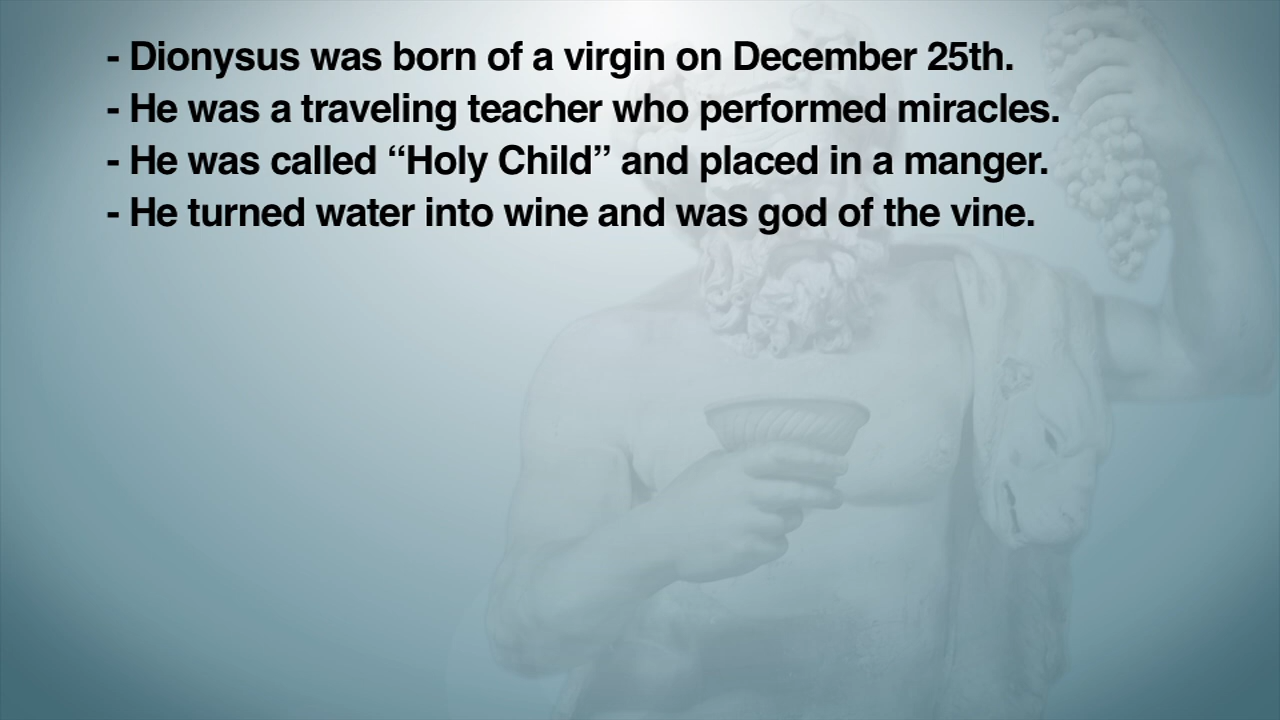 - Dionysus was born of a virgin on December 25th.
- He was a traveling teacher who performed miracles.
- He was called “Holy Child” and placed in a manger.
- He turned water into wine and was god of the vine.